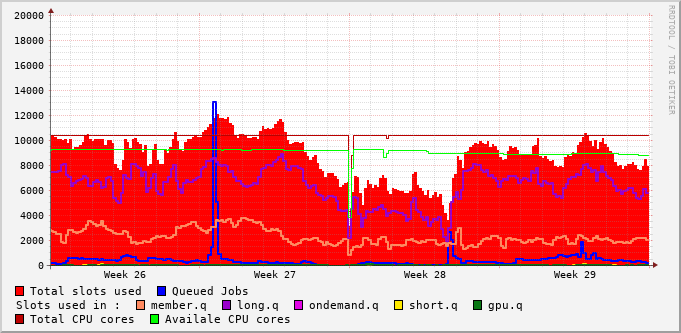 RRDTOOL / TOBI OETIKER
20000
18000
16000
14000
12000
10000
8000
6000
4000
2000
0
Week 26 Week 27 Week 28 Week 29
Total slots used Queued Jobs
Slots used in : member.q long.q ondemand.q short.q gpu.q
Total CPU cores Availale CPU cores